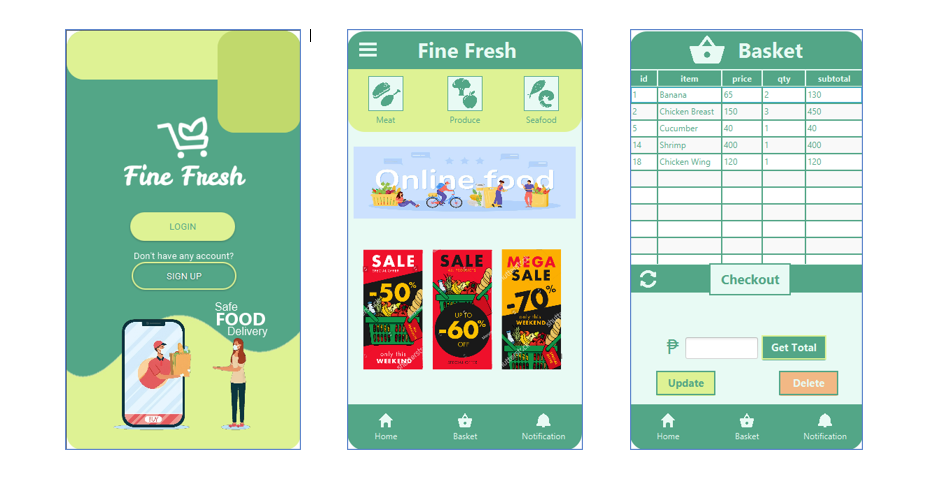 Fine Fresh
LOGIN
Don't have any account?
SIGN UP
Safe
FOOD
Delivery
BUY
Fine Fresh
Meat
Produce
Seafood
Online food
SALE
-50%
only this
WEEKEND
SALE
UP TO
-60%
OFF
MEGA
SALE
-70%
only this
WEEKEND
Home
Basket
Notification
Basket
id item price qty subtotal
1 Banana 65 2 130
2 Chicken Breast 150 3 450
5 Cucumber 40 1 40
14 Shrimp 400 1 400
18 Chicken Wing 120 1 120
Checkout
₱
Get Total
Update
Delete
Home
Basket
Notification